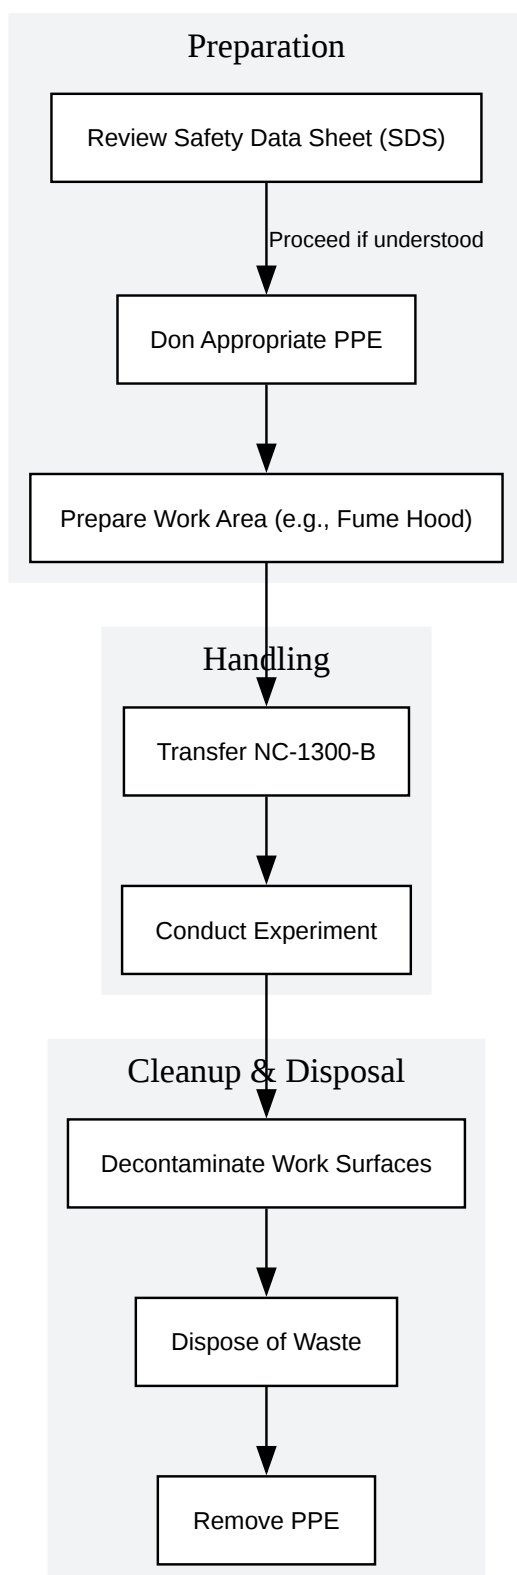 Preparation
Review Safety Data Sheet (SDS)
Proceed if understood
Don Appropriate PPE
Prepare Work Area (e.g., Fume Hood)
Handling
Transfer NC-1300-B
Conduct Experiment
Cleanup & Disposal
Decontaminate Work Surfaces
Dispose of Waste
Remove PPE